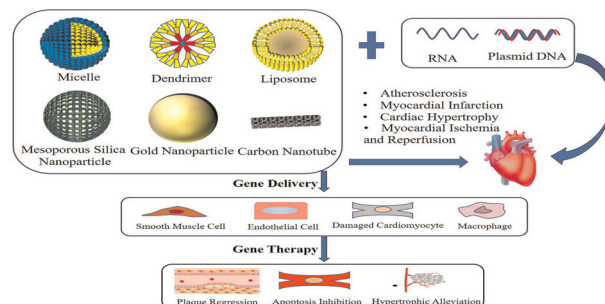 Micelle
Dendrimer
Liposome
Mesoporous Silica
Nanoparticle
Gold Nanoparticle
Carbon Nanotube
RNA
Plasmid DNA
• Atherosclerosis
• Myocardial Infarction
• Cardiac Hypertrophy
• Myocardial Ischemia
and Reperfusion
Gene Delivery
Smooth Muscle Cell
Endothelial Cell
Damaged Cardiomyocyte
Macrophage
Gene Therapy
Plaque Regression
Apoptosis Inhibition
Hypertrophic Alleviation